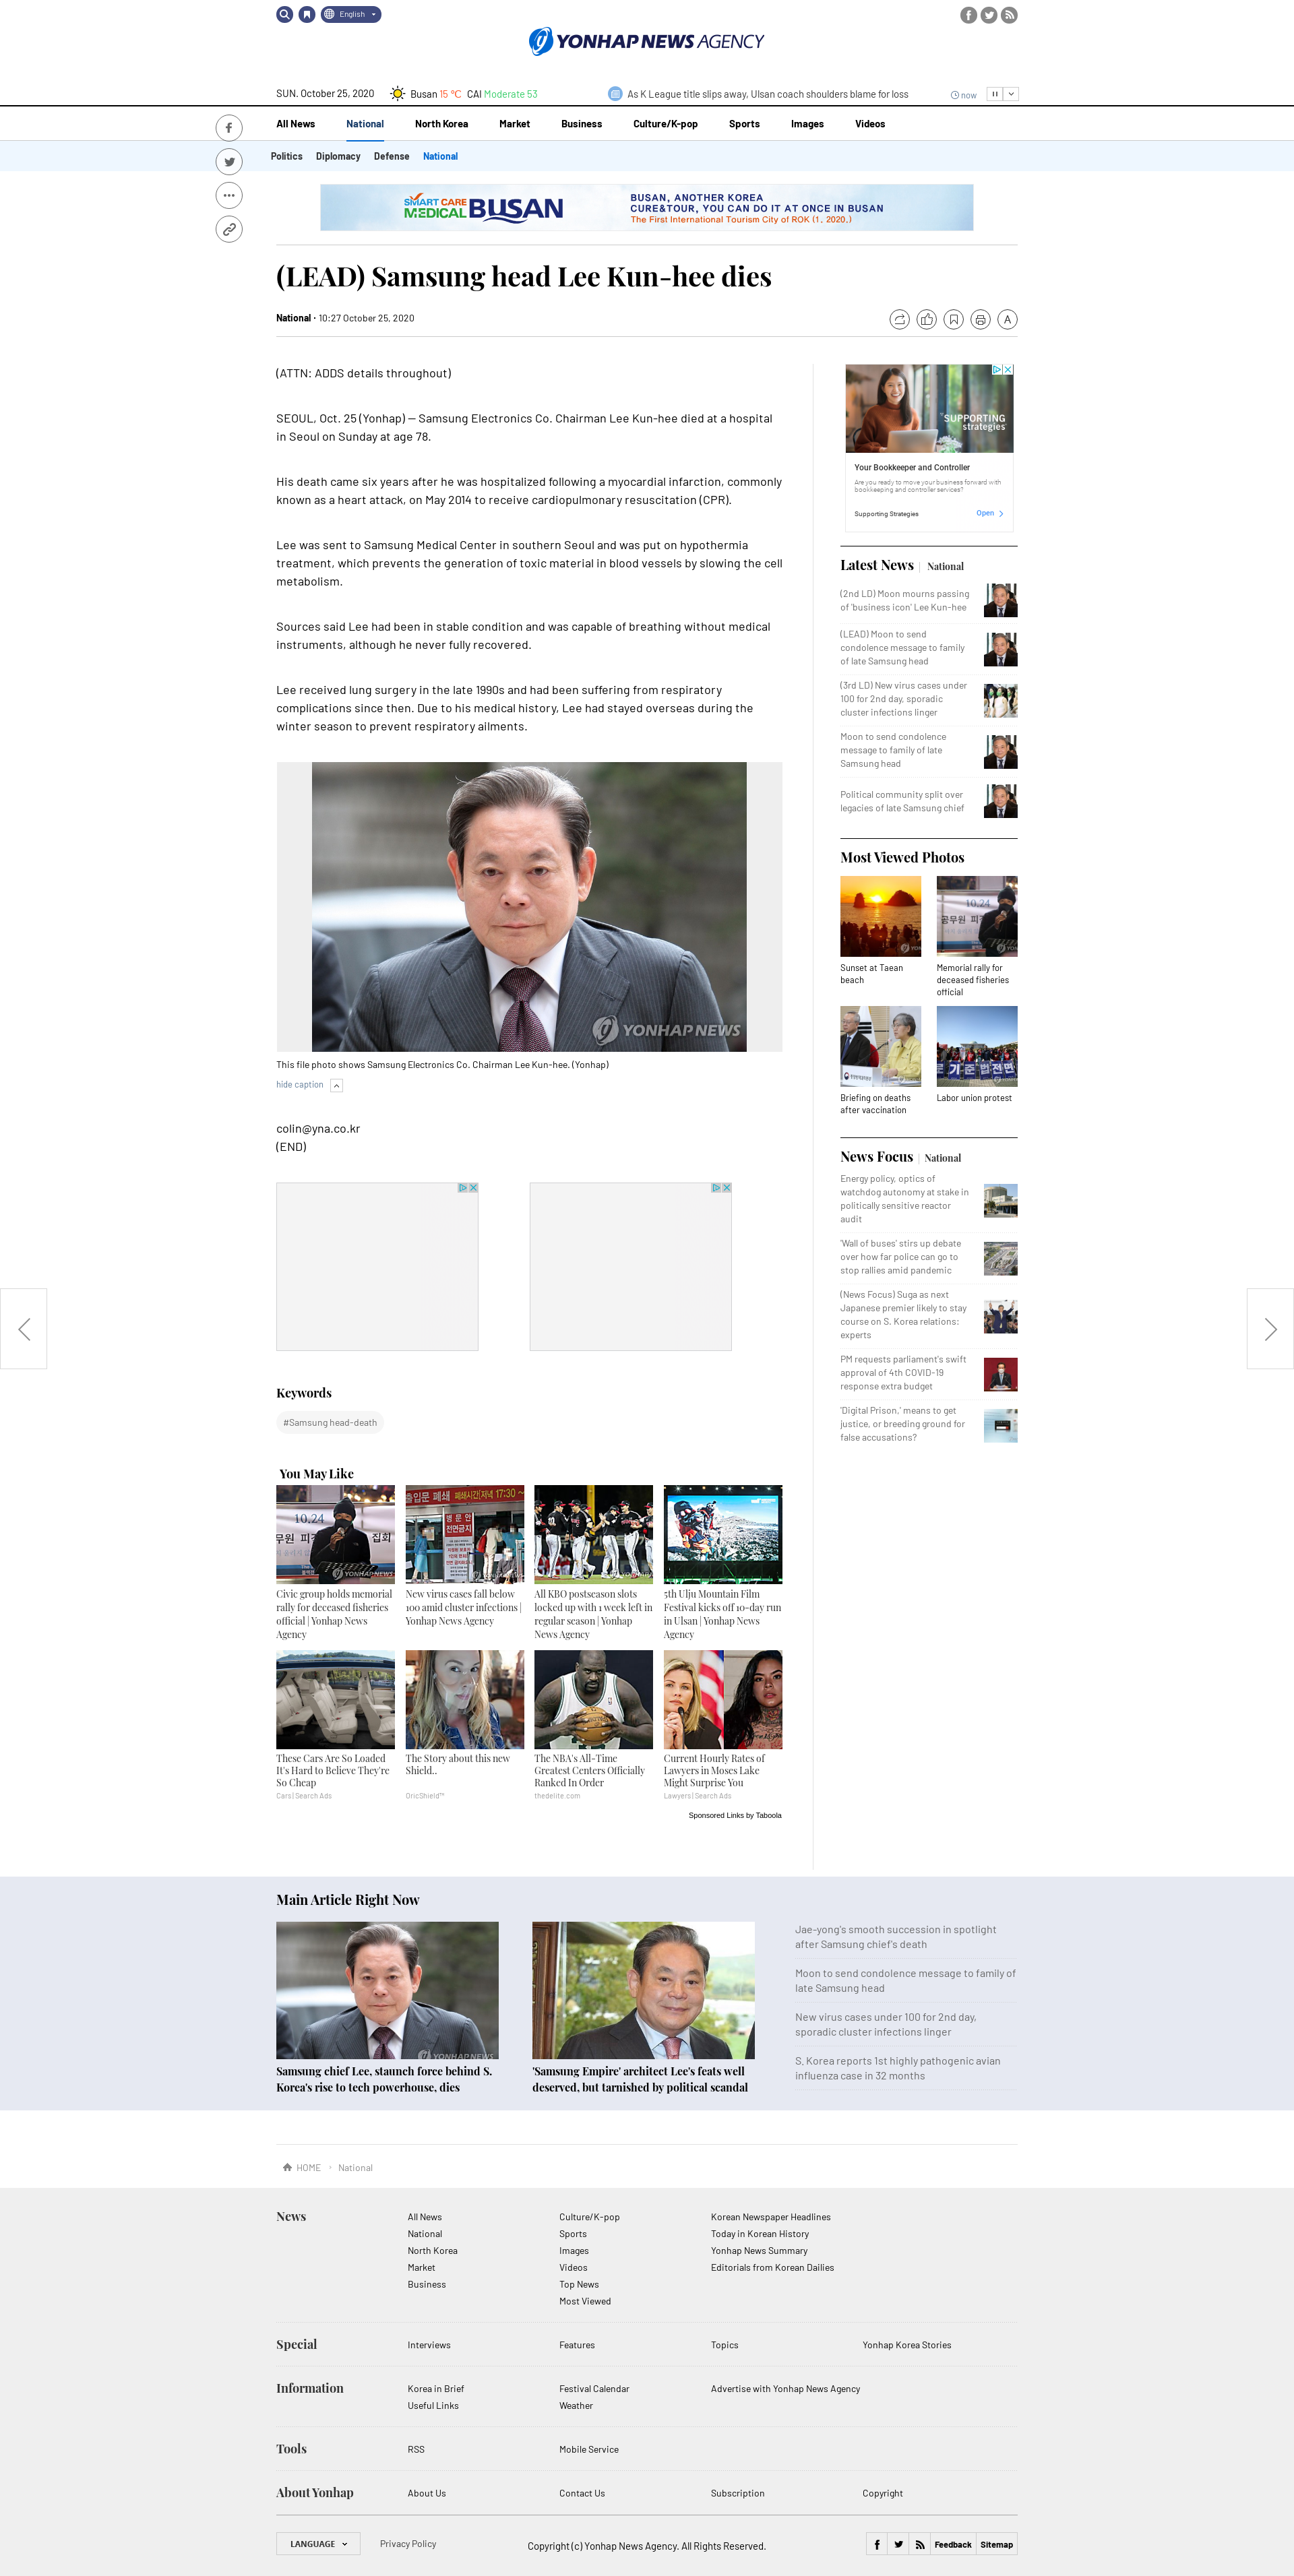 English
YONHAP NEWS AGENCY
SUN. October 25, 2020
Busan 15 ℃ CAI Moderate 53
As K League title slips away, Ulsan coach shoulders blame for loss
now
All News National North Korea Market Business Culture/K-pop Sports Images Videos
Politics Diplomacy Defense National
SMART CARE
MEDICAL BUSAN
BUSAN, ANOTHER KOREA
CURE&TOUR, YOU CAN DO IT AT ONCE IN BUSAN
The First International Tourism City of ROK (1, 2020.)
(LEAD) Samsung head Lee Kun-hee dies
National · 10:27 October 25, 2020
A
(ATTN: ADDS details throughout)
SEOUL, Oct. 25 (Yonhap) — Samsung Electronics Co. Chairman Lee Kun-hee died at a hospital
in Seoul on Sunday at age 78.
His death came six years after he was hospitalized following a myocardial infarction, commonly
known as a heart attack, on May 2014 to receive cardiopulmonary resuscitation (CPR).
Lee was sent to Samsung Medical Center in southern Seoul and was put on hypothermia
treatment, which prevents the generation of toxic material in blood vessels by slowing the cell
metabolism.
Sources said Lee had been in stable condition and was capable of breathing without medical
instruments, although he never fully recovered.
Lee received lung surgery in the late 1990s and had been suffering from respiratory
complications since then. Due to his medical history, Lee had stayed overseas during the
winter season to prevent respiratory ailments.
YONHAP NEWS
This file photo shows Samsung Electronics Co. Chairman Lee Kun-hee. (Yonhap)
hide caption
colin@yna.co.kr
(END)
Keywords
#Samsung head-death
You May Like
10.24
집회
YONHAPNEWS
Civic group holds memorial
rally for deceased fisheries
official | Yonhap News
Agency
New virus cases fall below
100 amid cluster infections |
Yonhap News Agency
All KBO postseason slots
locked up with 1 week left in
regular season | Yonhap
News Agency
5th Ulju Mountain Film
Festival kicks off 10-day run
in Ulsan | Yonhap News
Agency
These Cars Are So Loaded
It's Hard to Believe They're
So Cheap
Cars | Search Ads
The Story about this new
Shield..
OricShield™
The NBA's All-Time
Greatest Centers Officially
Ranked In Order
thedelite.com
Current Hourly Rates of
Lawyers in Moses Lake
Might Surprise You
Lawyers | Search Ads
Sponsored Links by Taboola
SUPPORTING
strategies
Your Bookkeeper and Controller
Are you ready to move your business forward with
bookkeeping and controller services?
Supporting Strategies
Open
Latest News | National
(2nd LD) Moon mourns passing
of 'business icon' Lee Kun-hee
(LEAD) Moon to send
condolence message to family
of late Samsung head
(3rd LD) New virus cases under
100 for 2nd day, sporadic
cluster infections linger
Moon to send condolence
message to family of late
Samsung head
Political community split over
legacies of late Samsung chief
Most Viewed Photos
10.24
Sunset at Taean
beach
Memorial rally for
deceased fisheries
official
Briefing on deaths
after vaccination
Labor union protest
News Focus | National
Energy policy, optics of
watchdog autonomy at stake in
politically sensitive reactor
audit
'Wall of buses' stirs up debate
over how far police can go to
stop rallies amid pandemic
(News Focus) Suga as next
Japanese premier likely to stay
course on S. Korea relations:
experts
PM requests parliament's swift
approval of 4th COVID-19
response extra budget
'Digital Prison,' means to get
justice, or breeding ground for
false accusations?
Main Article Right Now
YONHAPNEWS
Samsung chief Lee, staunch force behind S.
Korea's rise to tech powerhouse, dies
'Samsung Empire' architect Lee's feats well
deserved, but tarnished by political scandal
Jae-yong's smooth succession in spotlight
after Samsung chief's death
Moon to send condolence message to family of
late Samsung head
New virus cases under 100 for 2nd day,
sporadic cluster infections linger
S. Korea reports 1st highly pathogenic avian
influenza case in 32 months
HOME National
News
All News
National
North Korea
Market
Business
Culture/K-pop
Sports
Images
Videos
Top News
Most Viewed
Korean Newspaper Headlines
Today in Korean History
Yonhap News Summary
Editorials from Korean Dailies
Special
Interviews
Features
Topics
Yonhap Korea Stories
Information
Korea in Brief
Useful Links
Festival Calendar
Weather
Advertise with Yonhap News Agency
Tools
RSS
Mobile Service
About Yonhap
About Us
Contact Us
Subscription
Copyright
LANGUAGE
Privacy Policy
Copyright (c) Yonhap News Agency. All Rights Reserved.
Feedback
Sitemap